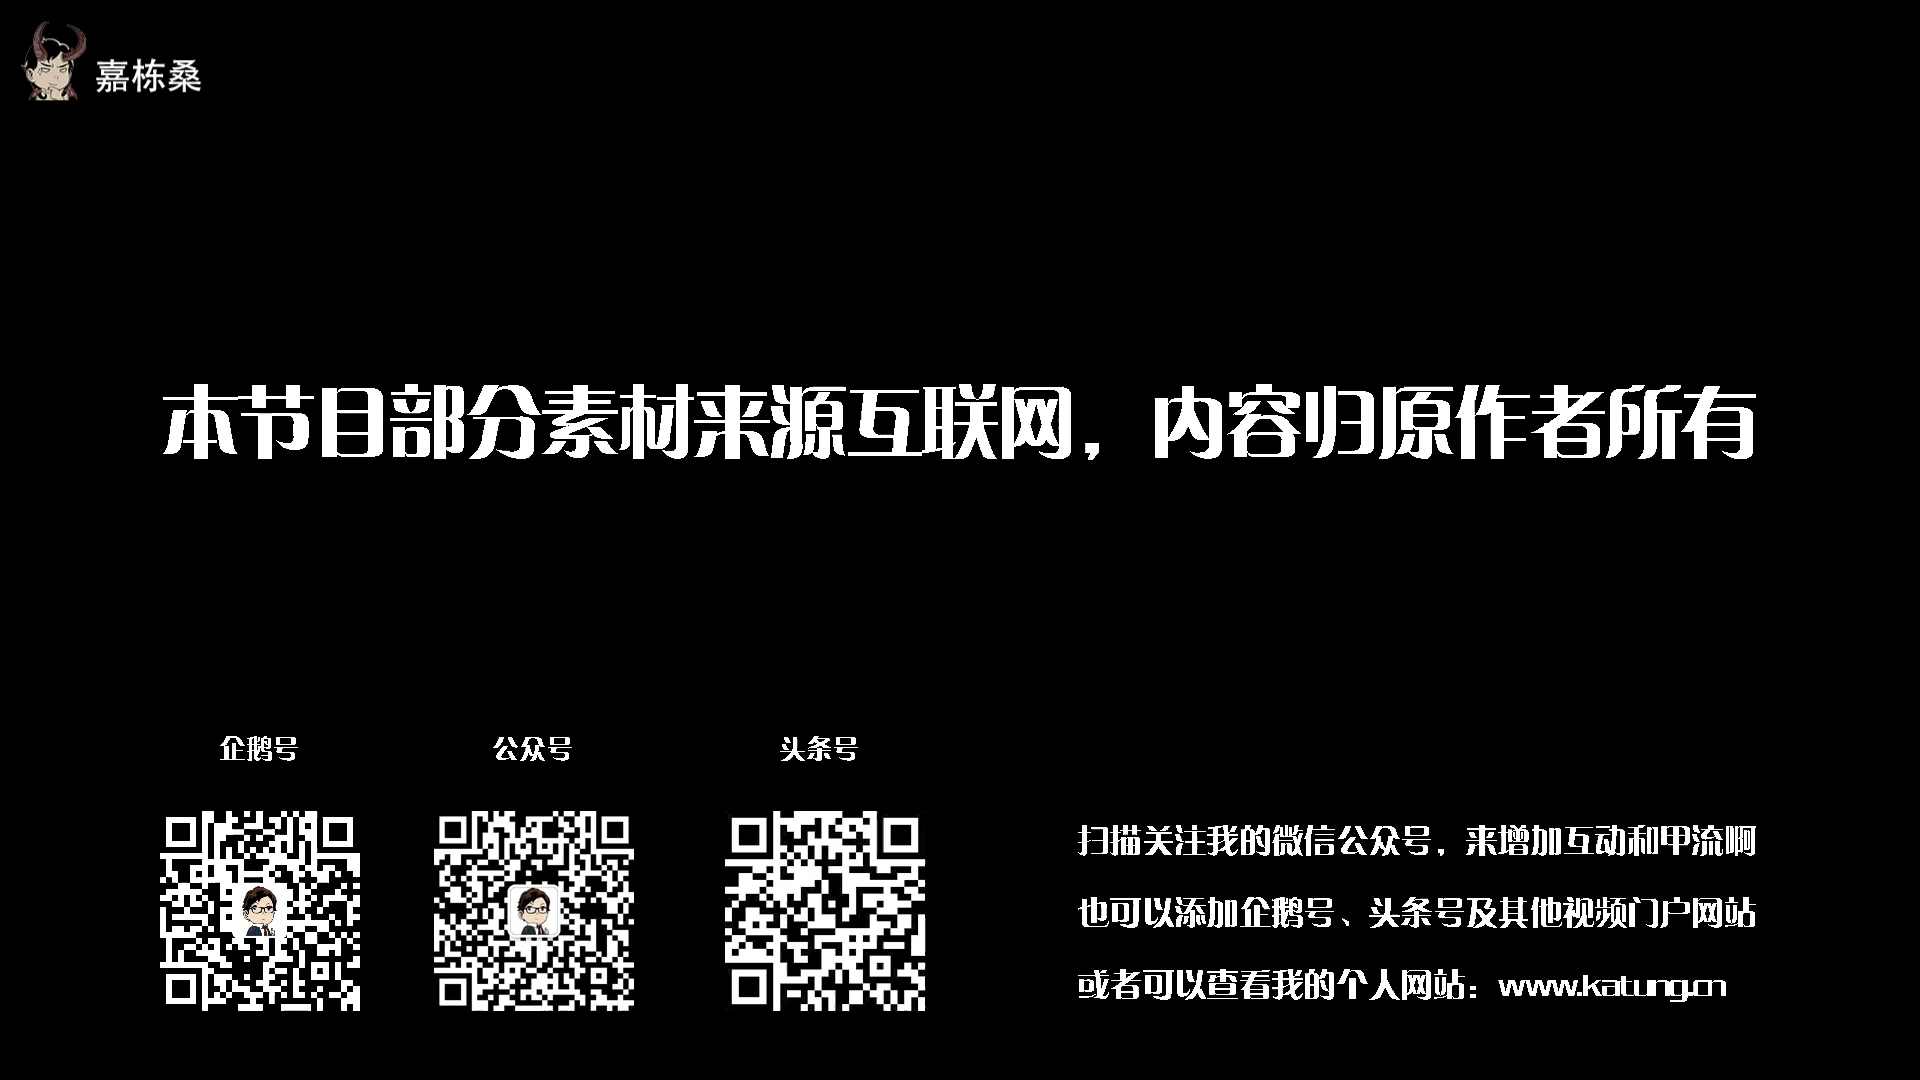 嘉栋桑
本节目部分素材来源互联网，内容归原作者所有
企鹅号
公众号
头条号
扫描关注我的微信公众号，来增加互动和甲流啊
也可以添加企鹅号、头条号及其他视频门户网站
或者可以查看我的个人网站：www.katung.cn